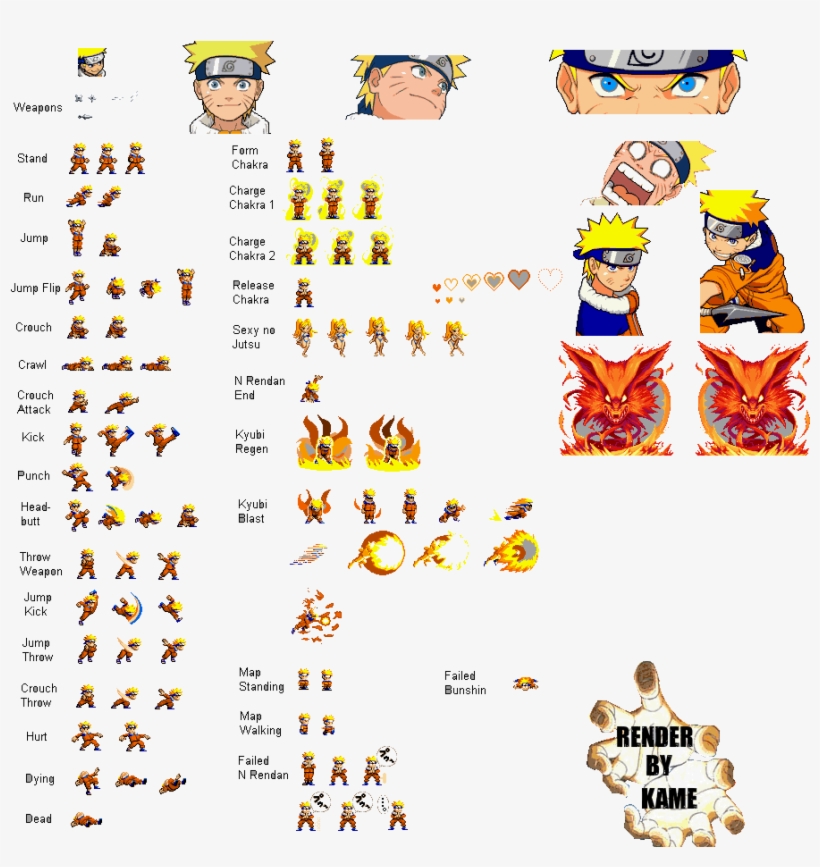 Weapons
Stand
Run
Jump
Jump Flip
Crouch
Crawl
Crouch
Attack
Kick
Punch
Head-
butt
Throw
Weapon
Jump
Kick
Jump
Throw
Crouch
Throw
Hurt
Dying
Dead
Form
Chakra
Charge
Chakra 1
Charge
Chakra 2
Release
Chakra
Sexy no
Jutsu
N Rendan
End
Kyubi
Regen
Kyubi
Blast
Map
Standing
Map
Walking
Failed
N Rendan
Failed
Bunshin
RENDER
BY
KAME